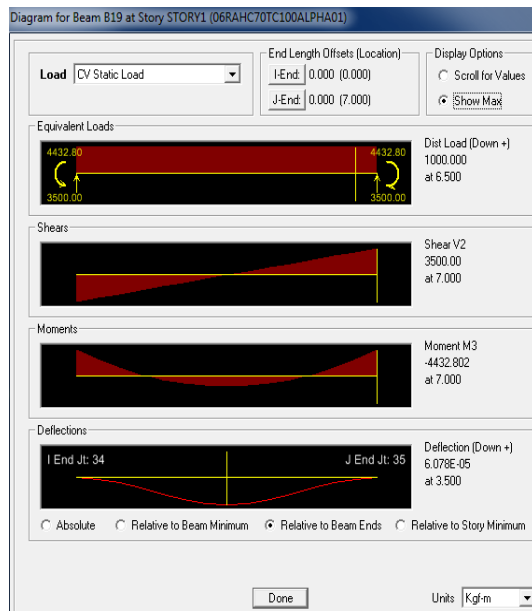 Diagram for Beam B19 at Story STORY1 (06RAHC70TC100ALPHA01)
Load CV Static Load
End Length Offsets (Location)
I-End: 0.000 (0.000)
J-End: 0.000 (7.000)
Display Options
Scroll for Values
Show Max
Equivalent Loads
4432.80 4432.80
3500.00 3500.00
Dist Load (Down +)
1000.000
at 6.500
Shears
Shear V2
3500.00
at 7.000
Moments
Moment M3
-4432.802
at 7.000
Deflections
I End Jt: 34 J End Jt: 35
Deflection (Down +)
6.078E-05
at 3.500
Absolute Relative to Beam Minimum Relative to Beam Ends Relative to Story Minimum
Done Units Kgf-m